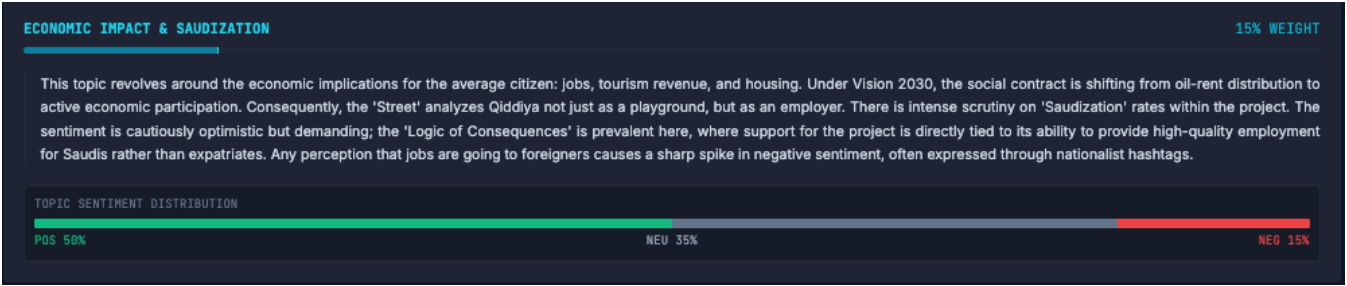 ECONOMIC IMPACT & SAUDIZATION
15% WEIGHT
This topic revolves around the economic implications for the average citizen: jobs, tourism revenue, and housing. Under Vision 2030, the social contract is shifting from oil-rent distribution to
active economic participation. Consequently, the 'Street' analyzes Qiddiya not just as a playground, but as an employer. There is intense scrutiny on 'Saudization' rates within the project. The
sentiment is cautiously optimistic but demanding; the 'Logic of Consequences' is prevalent here, where support for the project is directly tied to its ability to provide high-quality employment
for Saudis rather than expatriates. Any perception that jobs are going to foreigners causes a sharp spike in negative sentiment, often expressed through nationalist hashtags.
TOPIC SENTIMENT DISTRIBUTION
POS 50%
NEU 35%
NEG 15%